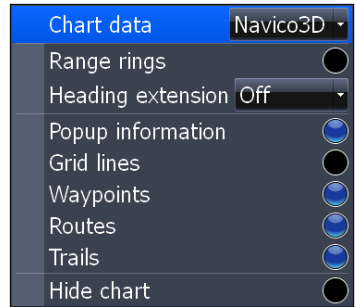 Chart data Navico3D
Range rings
Heading extension Off
Popup information
Grid lines
Waypoints
Routes
Trails
Hide chart